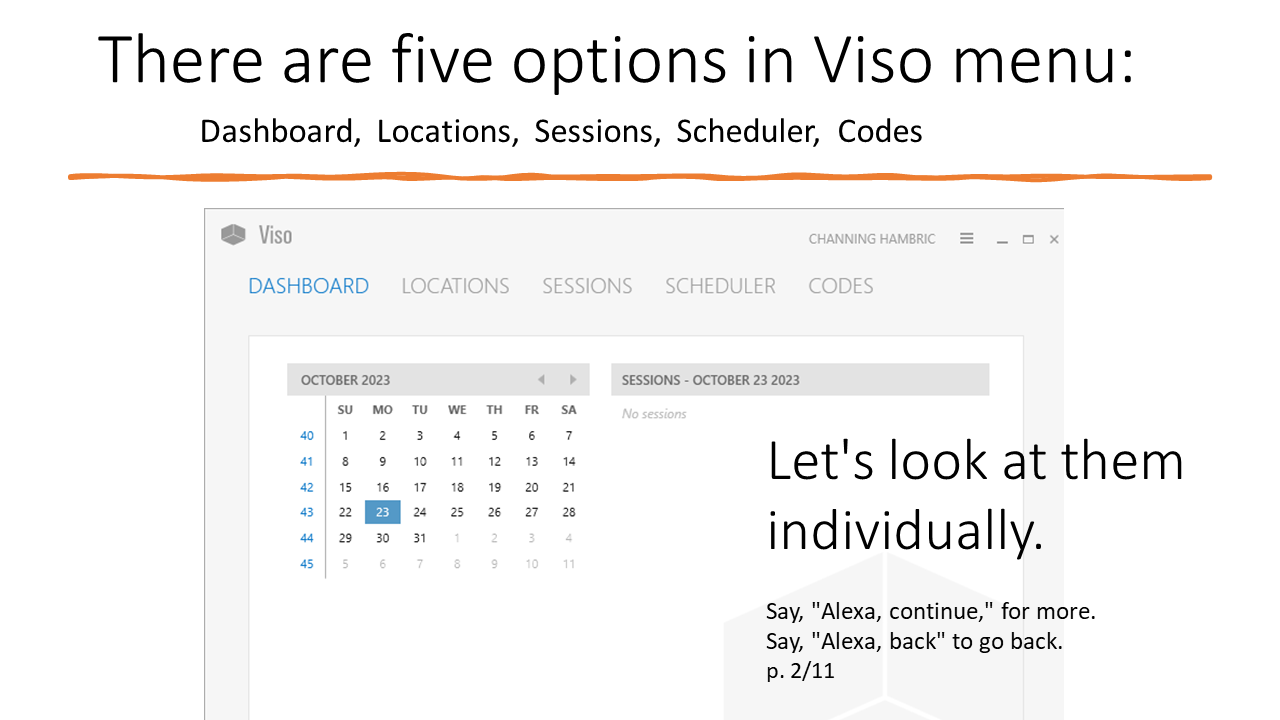 There are five options in Viso menu:
Dashboard, Locations, Sessions, Scheduler, Codes
Viso
CHANNING HAMBRIC
DASHBOARD LOCATIONS SESSIONS SCHEDULER CODES
OCTOBER 2023
SU MO TU WE TH FR SA
40 1 2 3 4 5 6 7
41 8 9 10 11 12 13 14
42 15 16 17 18 19 20 21
43 22 23 24 25 26 27 28
44 29 30 31 1 2 3 4
45 5 6 7 8 9 10 11
SESSIONS - OCTOBER 23 2023
No sessions
Let's look at them
individually.
Say, "Alexa, continue," for more.
Say, "Alexa, back" to go back.
p. 2/11